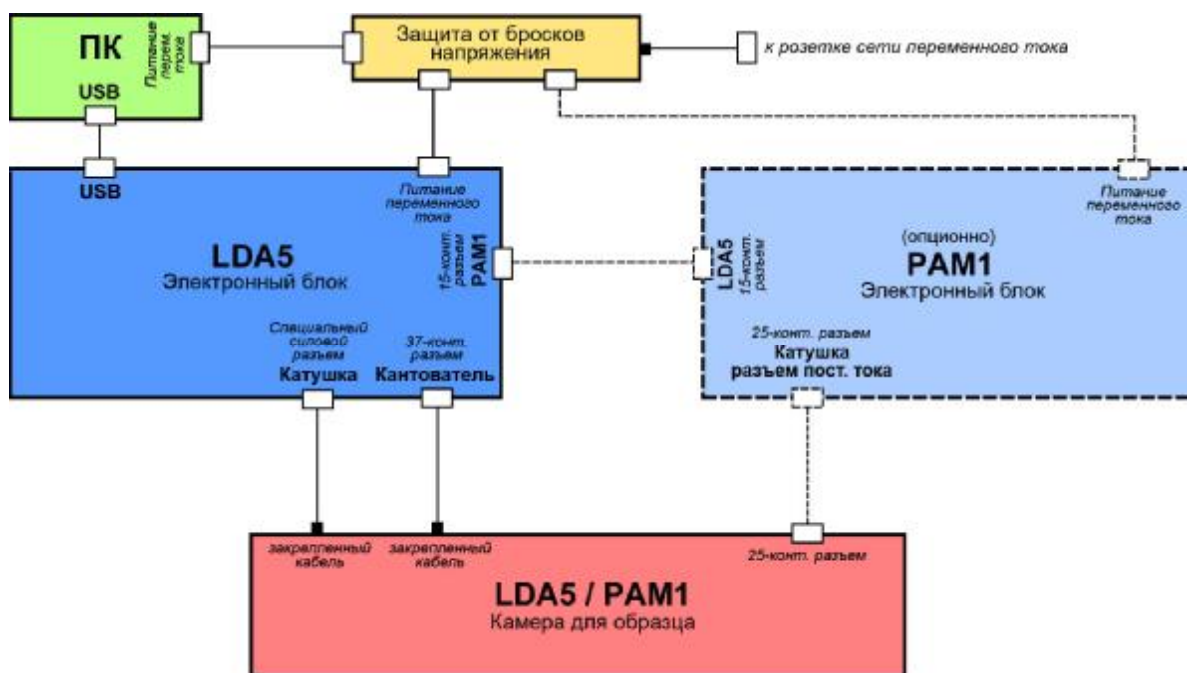 ПК
Питание
перем.
тока
USB
Защита от бросков
напряжения
к розетке сети переменного тока
USB
Питание
переменного
тока
LDA5
Электронный блок
15-конт.
разъем
PAM1
Специальный
силовой
разъем
Катушка
37-конт.
разъем
Кантователь
Питание
переменного
тока
LDA5
15-конт.
разъем
(опционно)
PAM1
Электронный блок
25-конт. разъем
Катушка
разъем пост. тока
закрепленный
кабель
закрепленный
кабель
25-конт. разъем
LDA5 / PAM1
Камера для образца